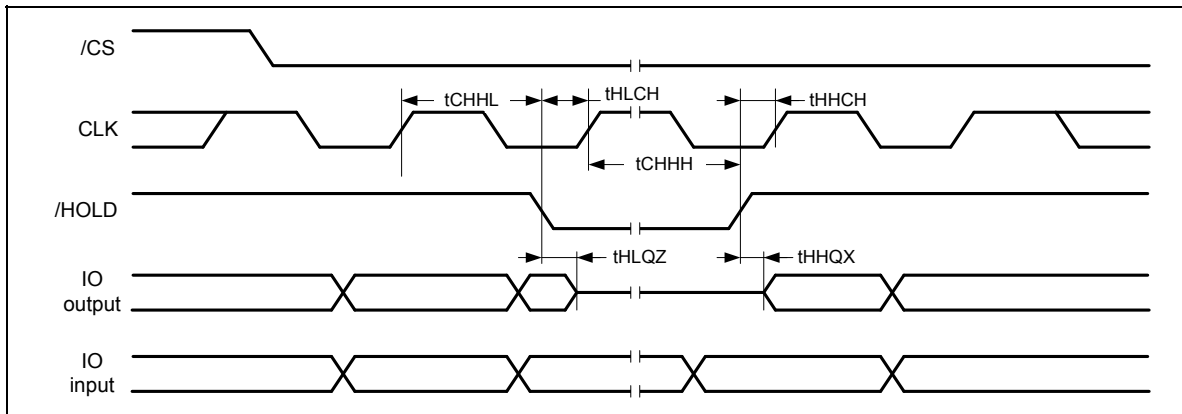 /CS
tCHHL
tHLCH
tHHCH
CLK
tCHHH
/HOLD
tHLQZ
tHHQX
IO
output
IO
input